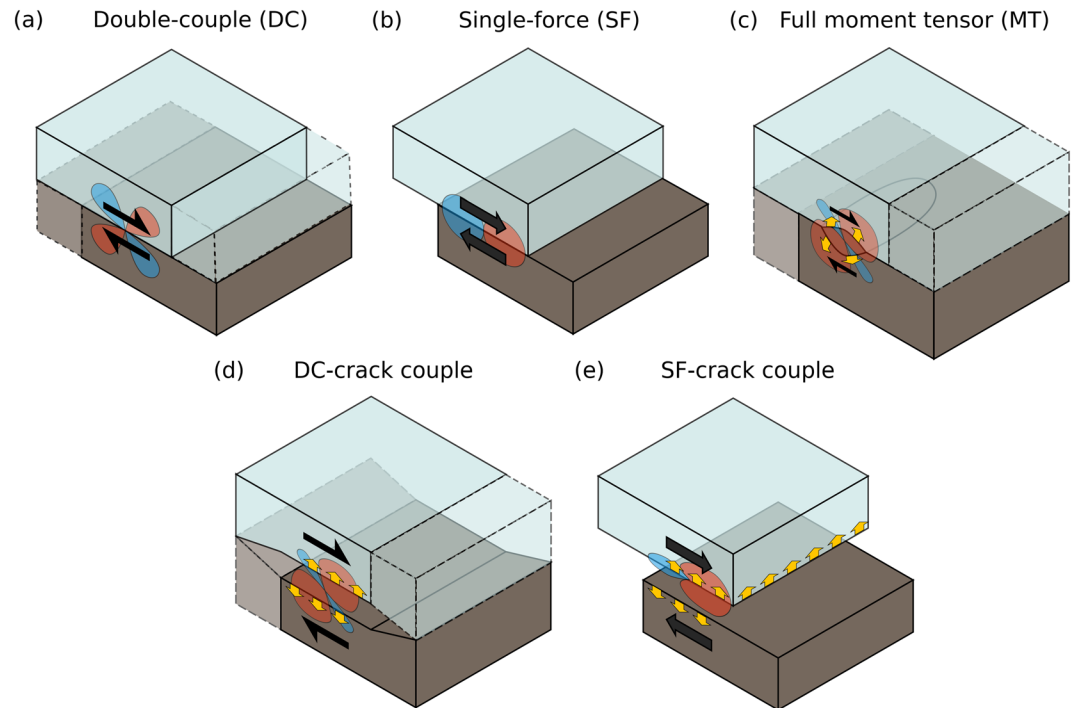 (a) Double-couple (DC)
(b) Single-force (SF)
(c) Full moment tensor (MT)
(d) DC-crack couple
(e) SF-crack couple